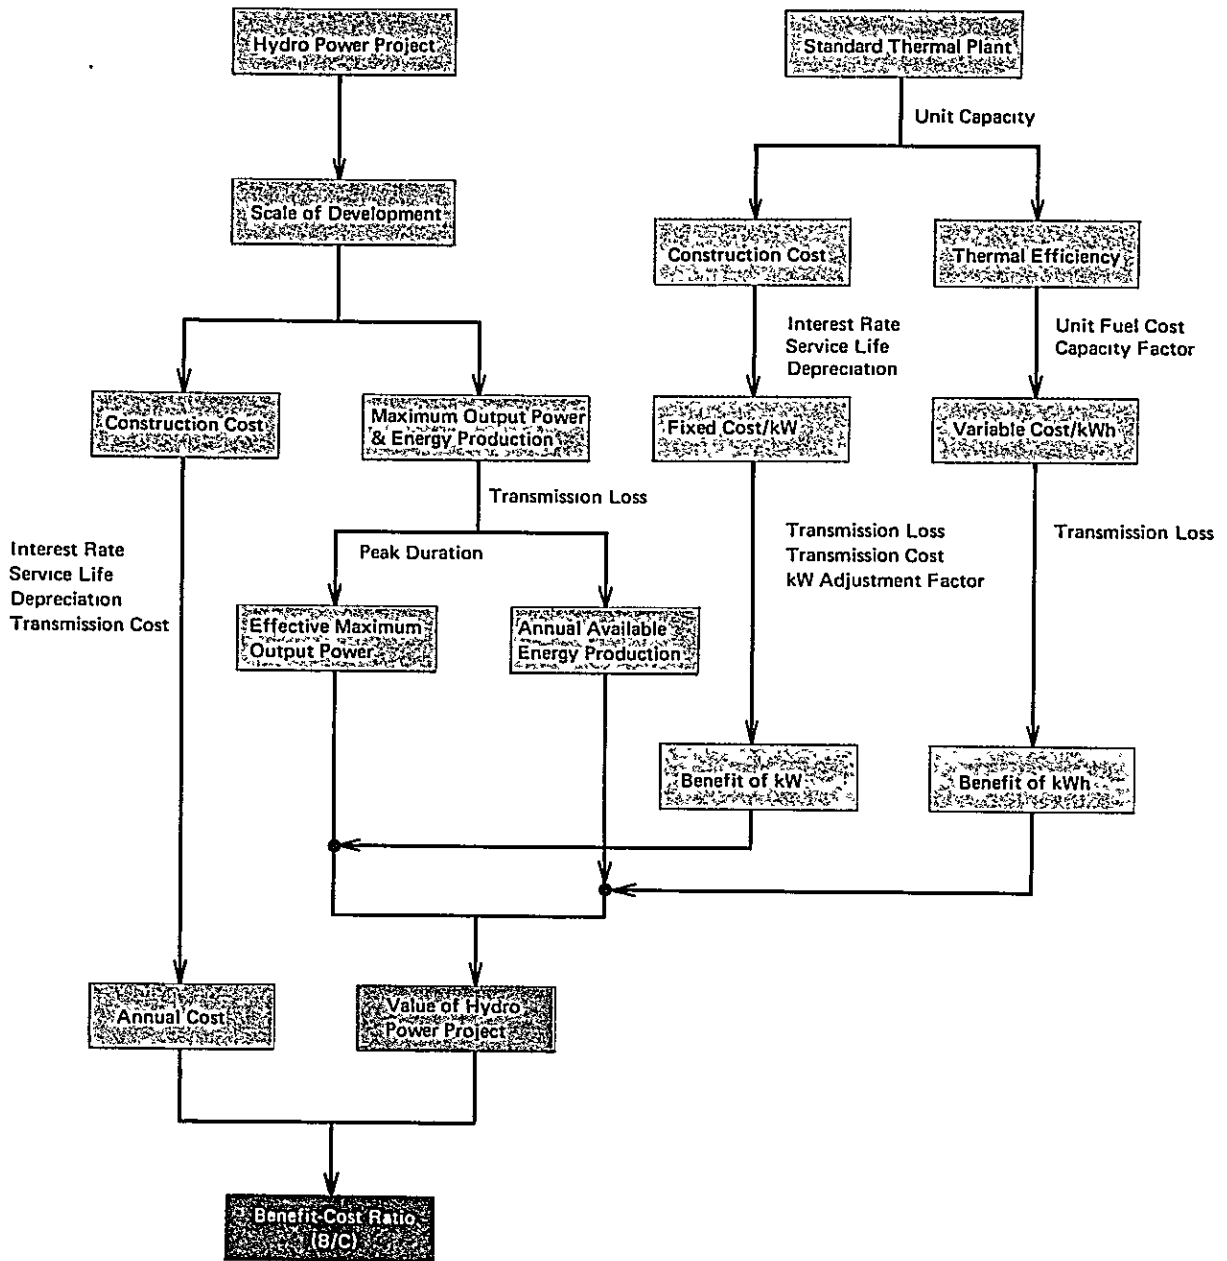 Hydro Power Project
Standard Thermal Plant
Unit Capacity
Scale of Development
Construction Cost
Thermal Efficiency
Interest Rate
Service Life
Depreciation
Unit Fuel Cost
Capacity Factor
Construction Cost
Maximum Output Power
& Energy Production
Fixed Cost/kW
Variable Cost/kWh
Transmission Loss
Interest Rate
Service Life
Depreciation
Transmission Cost
Peak Duration
Transmission Loss
Transmission Cost
kW Adjustment Factor
Transmission Loss
Effective Maximum
Output Power
Annual Available
Energy Production
Benefit of kW
Benefit of kWh
Annual Cost
Value of Hydro
Power Project
Benefit-Cost Ratio
(B/C)